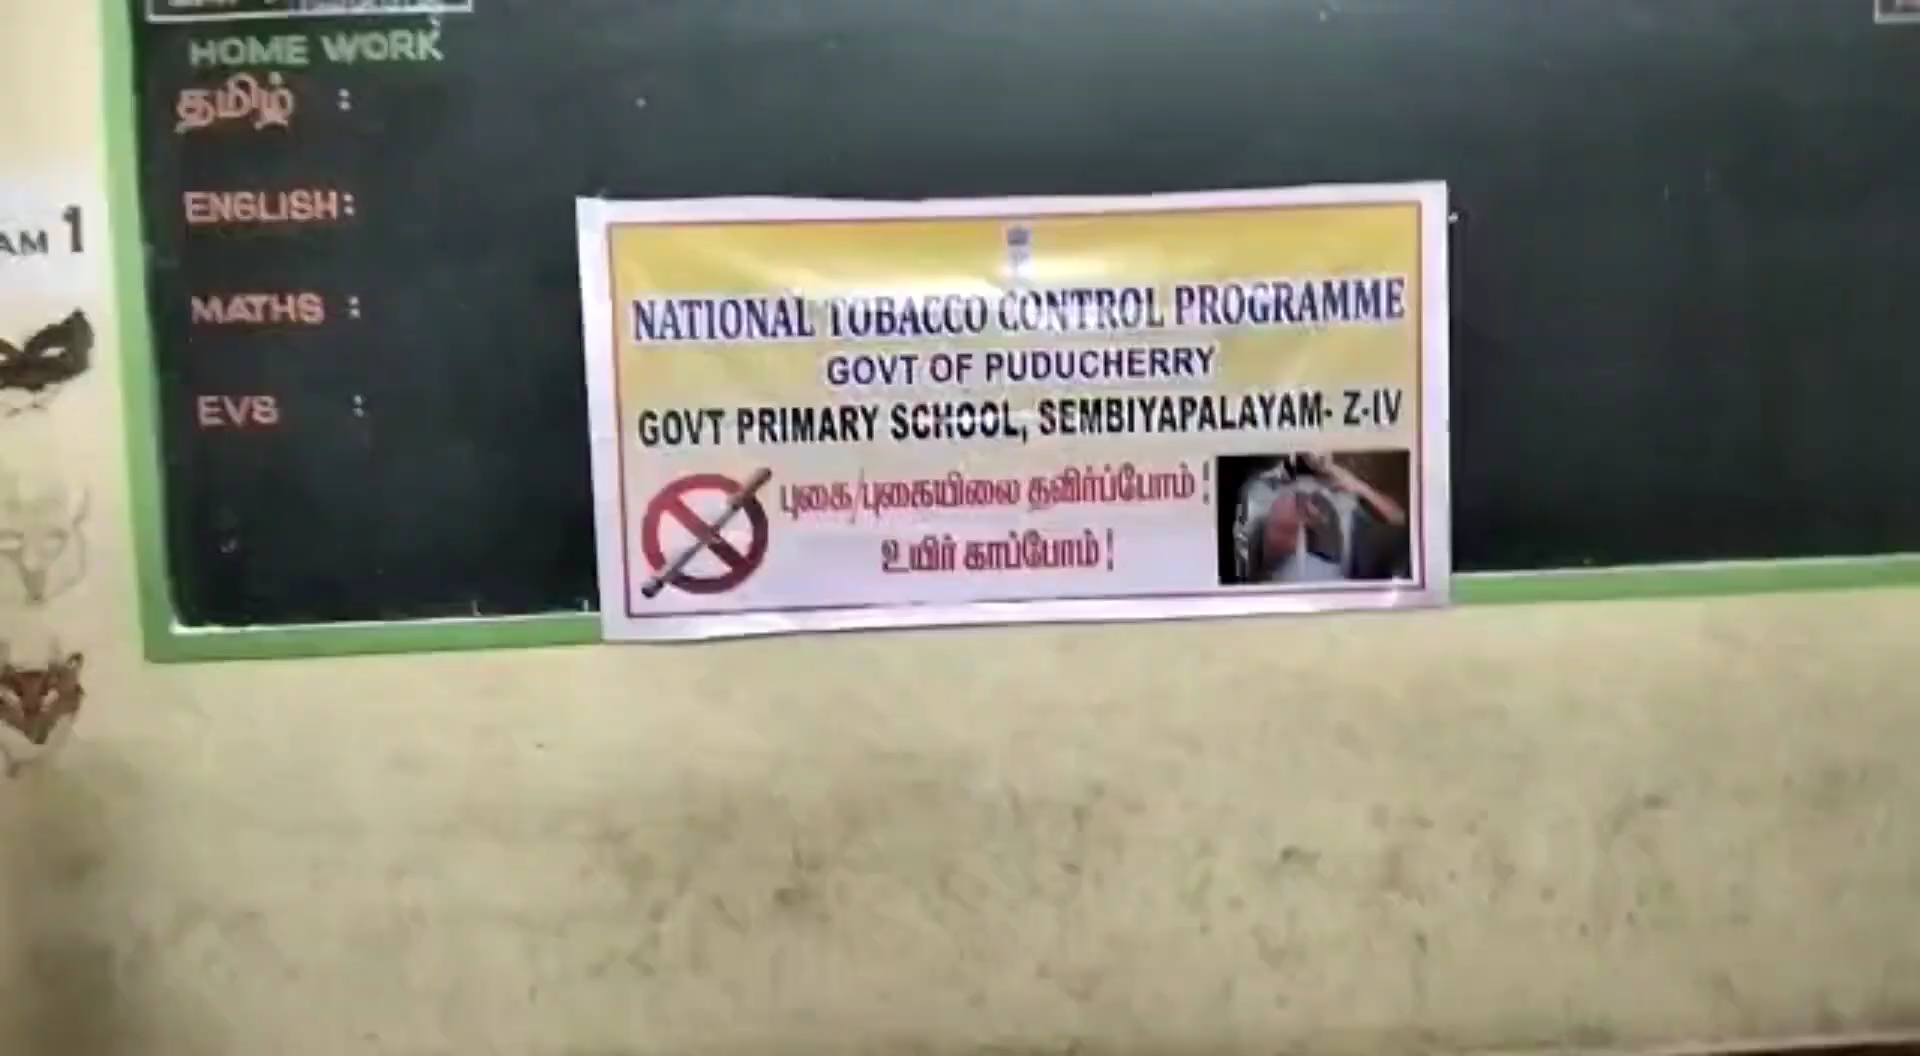 HOME WORK
தமிழ் :
ENGLISH:
MATHS :
EVS :
AM 1
NATIONAL TOBACCO CONTROL PROGRAMME
GOVT OF PUDUCHERRY
GOVT PRIMARY SCHOOL, SEMBIYAPALAYAM- Z-IV
புகை/புகையிலை தவிர்ப்போம் !
உயிர் காப்போம் !